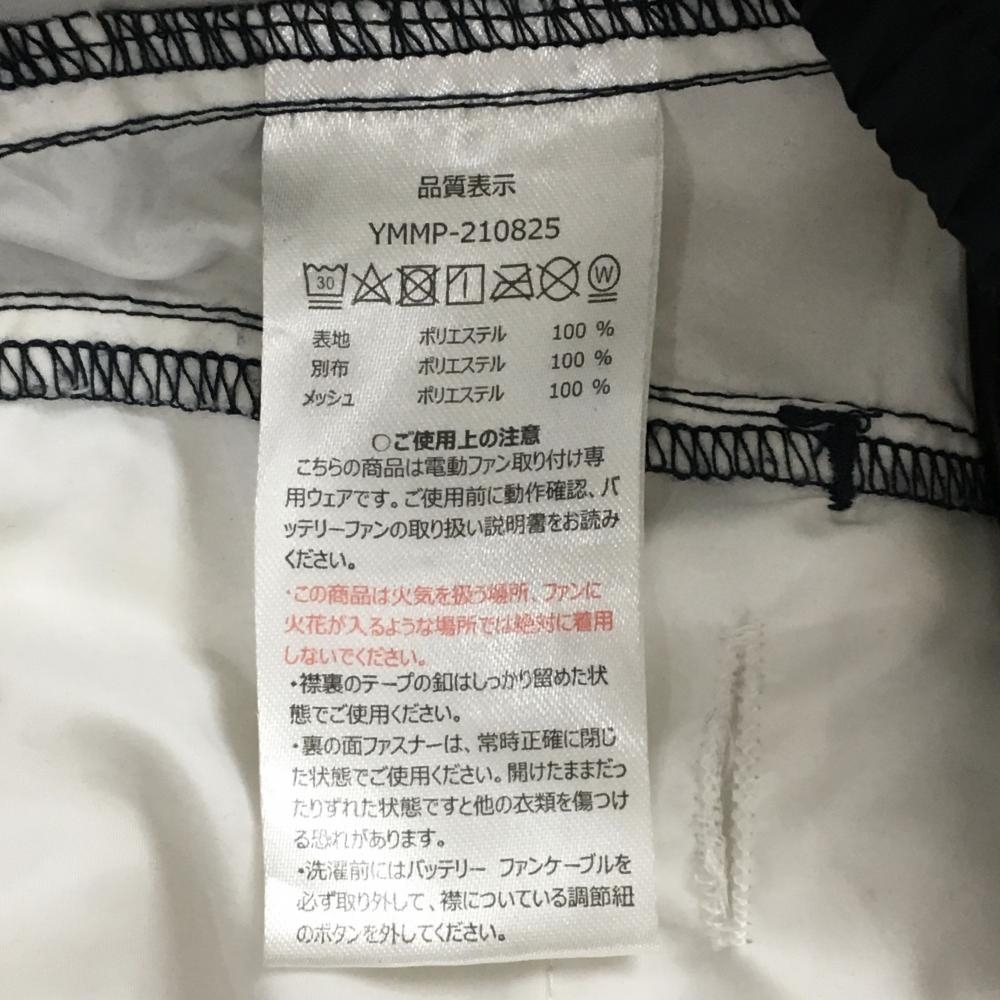 品質表示
YMMP-210825
30 W
表地 ポリエステル 100 %
別布 ポリエステル 100 %
メッシュ ポリエステル 100 %
○ご使用上の注意
こちらの商品は電動ファン取り付け専
用ウェアです。ご使用前に動作確認、バ
ッテリーファンの取り扱い説明書をお読み
ください。
・この商品は火気を扱う場所、ファンに
火花が入るような場所では絶対に着用
しないでください。
・襟裏のテープの釦はしっかり留めた状
態でご使用ください。
・裏の面ファスナーは、常時正確に閉じ
た状態でご使用ください。開けたままだっ
たりずれた状態ですと他の衣類を傷つけ
る恐れがあります。
・洗濯前にはバッテリー ファンケーブルを
必ず取り外して、襟についている調節紐
のボタンを外してください。